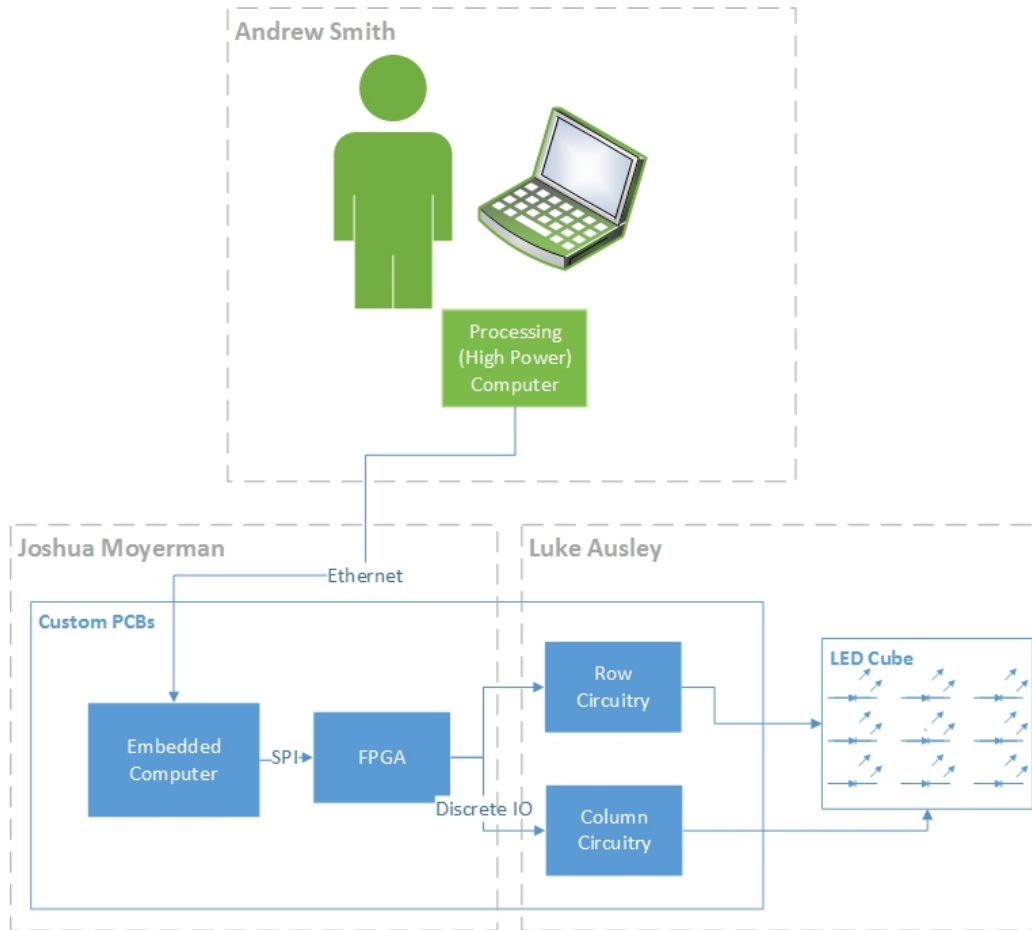 Andrew Smith
Processing
(High Power)
Computer
Joshua Moyerman
Luke Ausley
Ethernet
Custom PCBs
Embedded
Computer
SPI
FPGA
Discrete IO
Row
Circuitry
Column
Circuitry
LED Cube